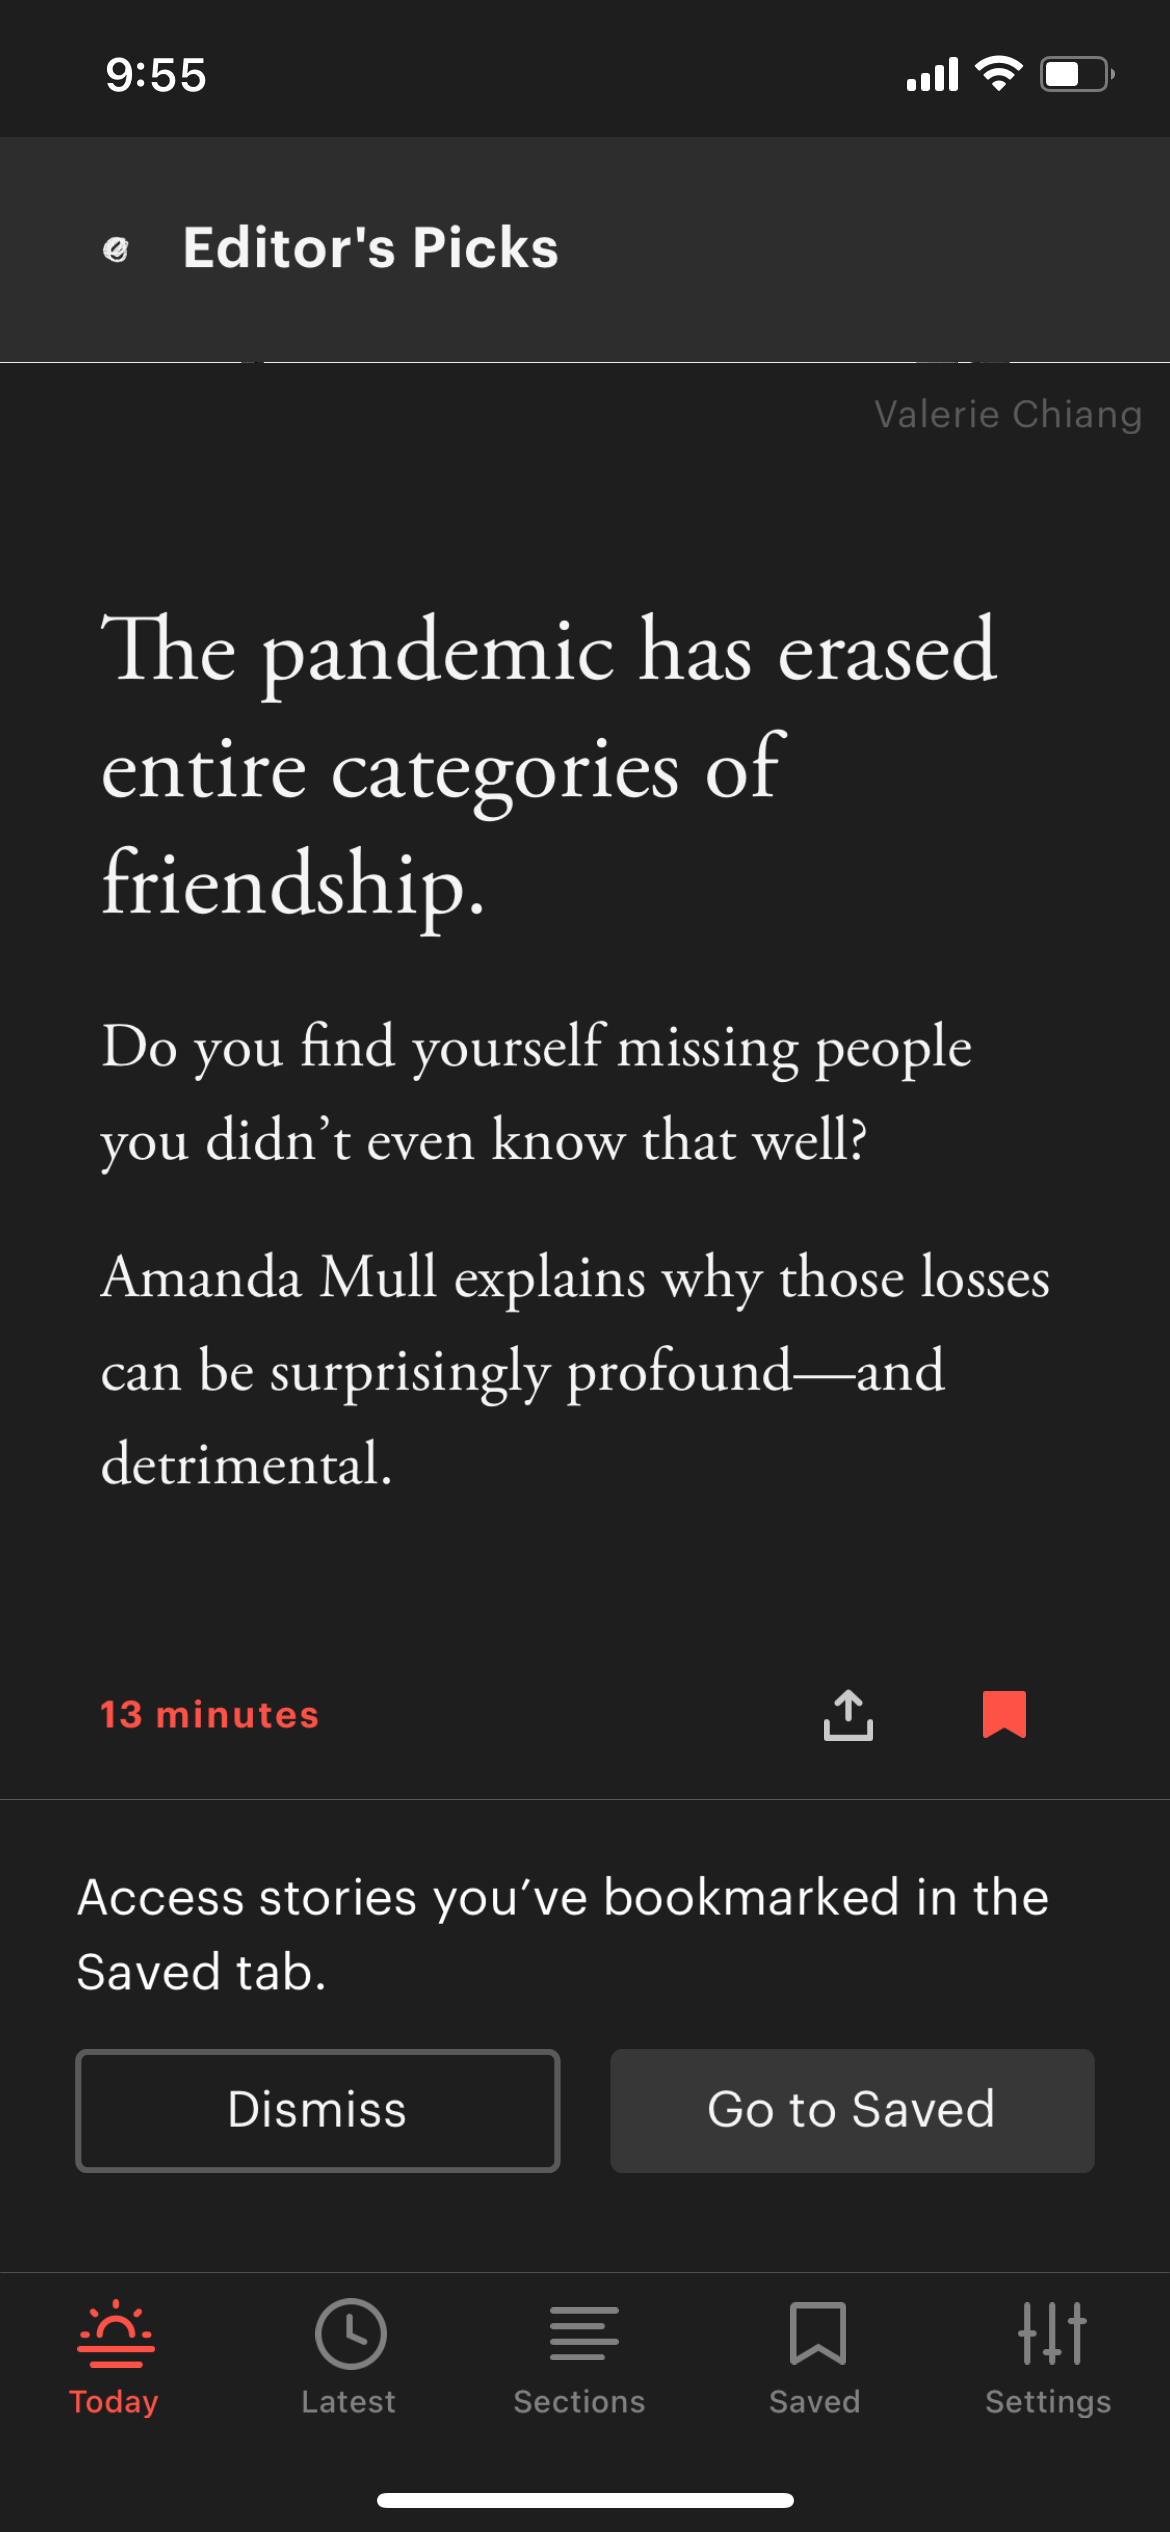 9:55
Editor's Picks
Valerie Chiang
The pandemic has erased
entire categories of
friendship.
Do you find yourself missing people
you didn’t even know that well?
Amanda Mull explains why those losses
can be surprisingly profound—and
detrimental.
13 minutes
Access stories you’ve bookmarked in the
Saved tab.
Dismiss
Go to Saved
Today
Latest
Sections
Saved
Settings